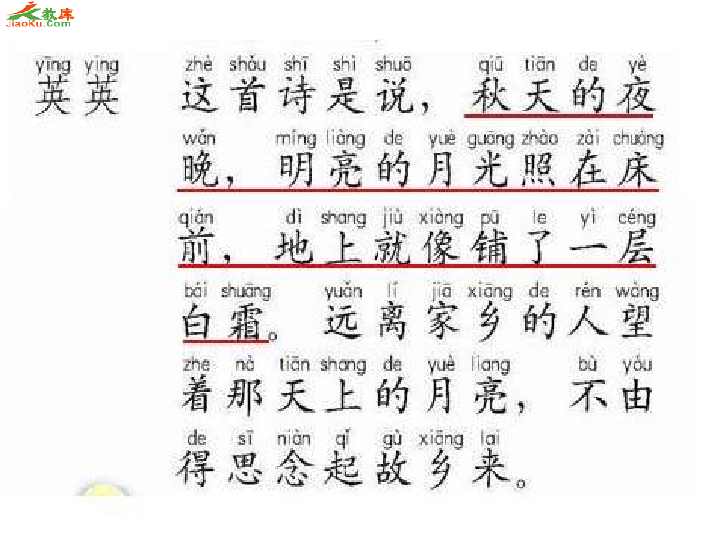 教库
JiaoKu.Com
yīng yīng zhè shǒu shī shì shuō qiū tiān de yè
英英 这首诗是说，秋天的夜
wǎn míng liàng de yuè guāng zhào zài chuáng
晚，明亮的月光照在床
qián dì shang jiù xiàng pū le yì céng
前，地上就像铺了一层
bái shuāng yuǎn lí jiā xiāng de rén wàng
白霜。远离家乡的人望
zhe nà tiān shang de yuè liang bù yóu
着那天上的月亮，不由
de sī niàn qǐ gù xiāng lai
得思念起故乡来。